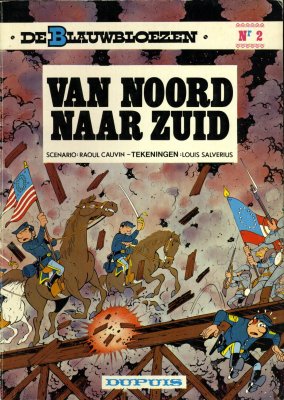 DE BLAUWBLOEZEN
Nr 2
VAN NOORD
NAAR ZUID
SCENARIO: RAOUL CAUVIN - TEKENINGEN: LOUIS SALVERIUS
DUPUIS